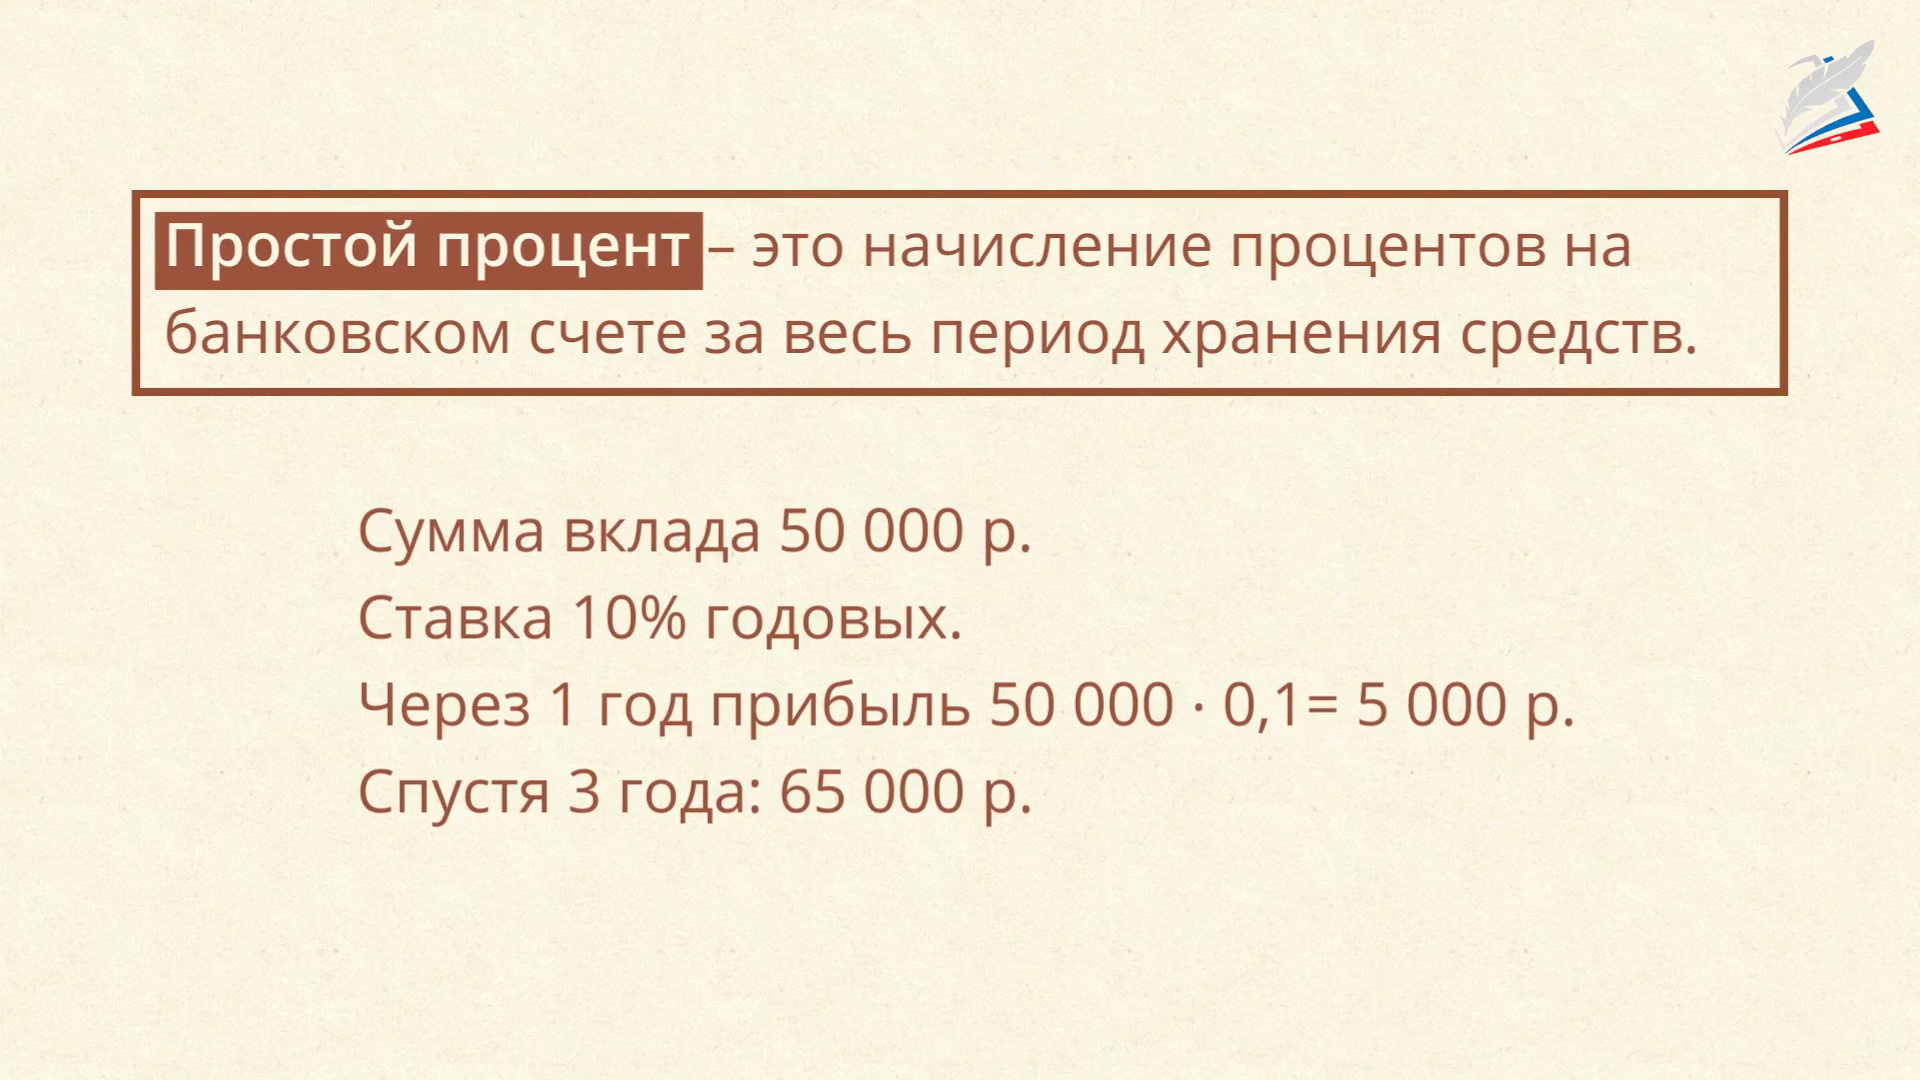 Простой процент – это начисление процентов на
банковском счете за весь период хранения средств.
Сумма вклада 50 000 р.
Ставка 10% годовых.
Через 1 год прибыль 50 000 · 0,1= 5 000 р.
Спустя 3 года: 65 000 р.